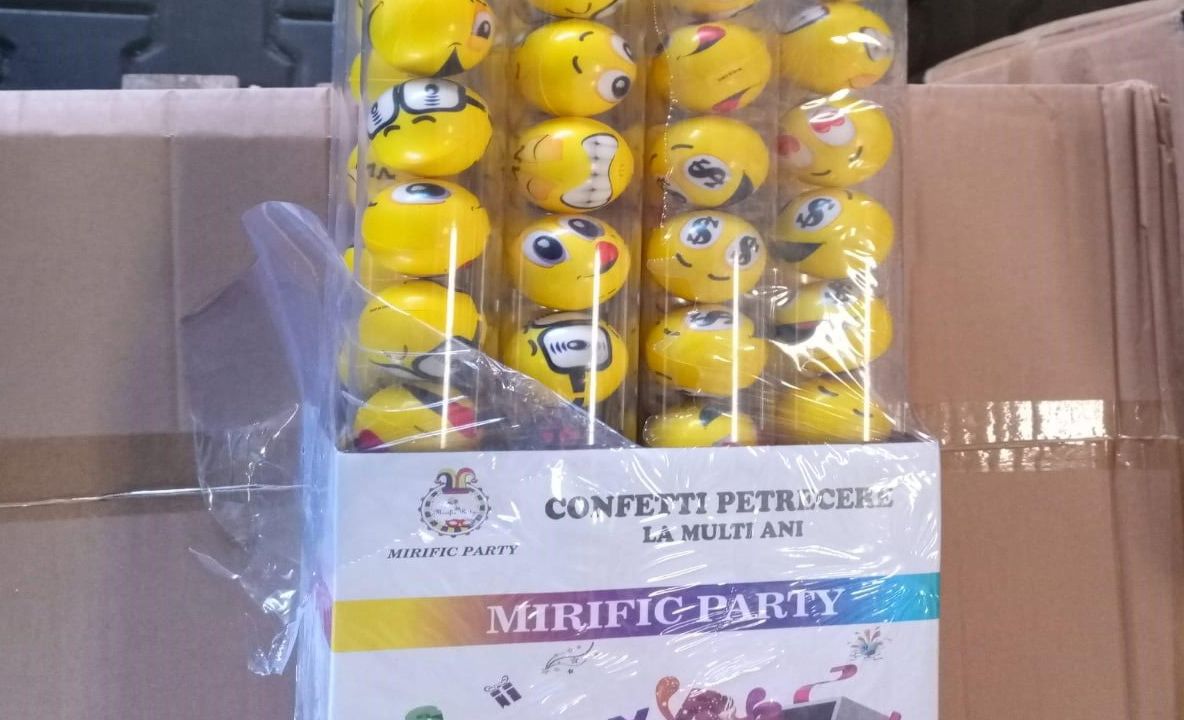 CONFETTI PETRECERE
LA MULTI ANI
MIRIFIC PARTY
MIRIFIC PARTY